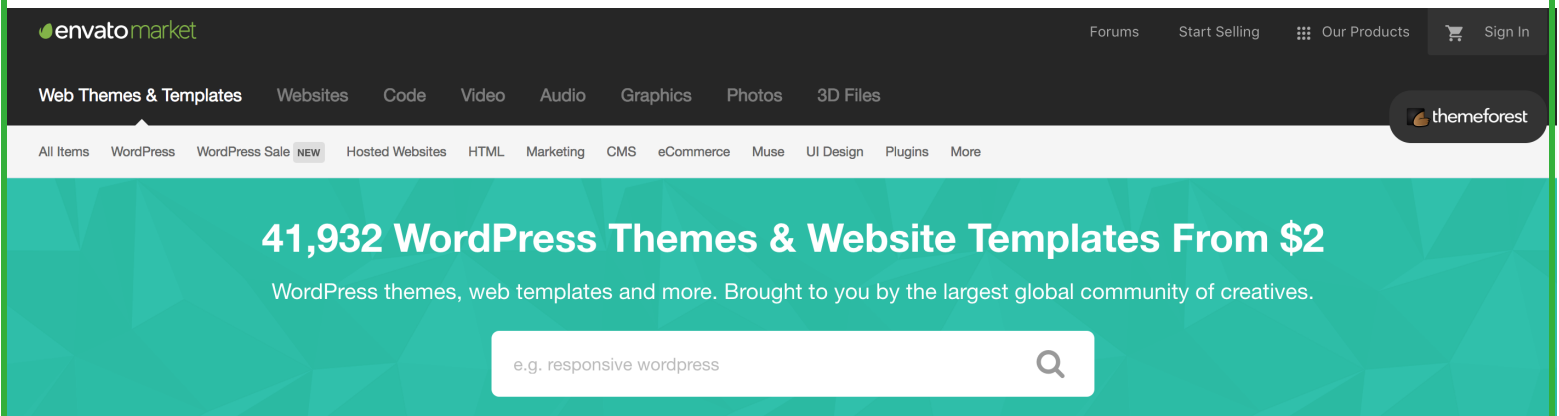 envatomarket
Forums Start Selling Our Products Sign In
Web Themes & Templates Websites Code Video Audio Graphics Photos 3D Files
themeforest
All Items WordPress WordPress Sale NEW Hosted Websites HTML Marketing CMS eCommerce Muse UI Design Plugins More
41,932 WordPress Themes & Website Templates From $2
WordPress themes, web templates and more. Brought to you by the largest global community of creatives.
e.g. responsive wordpress